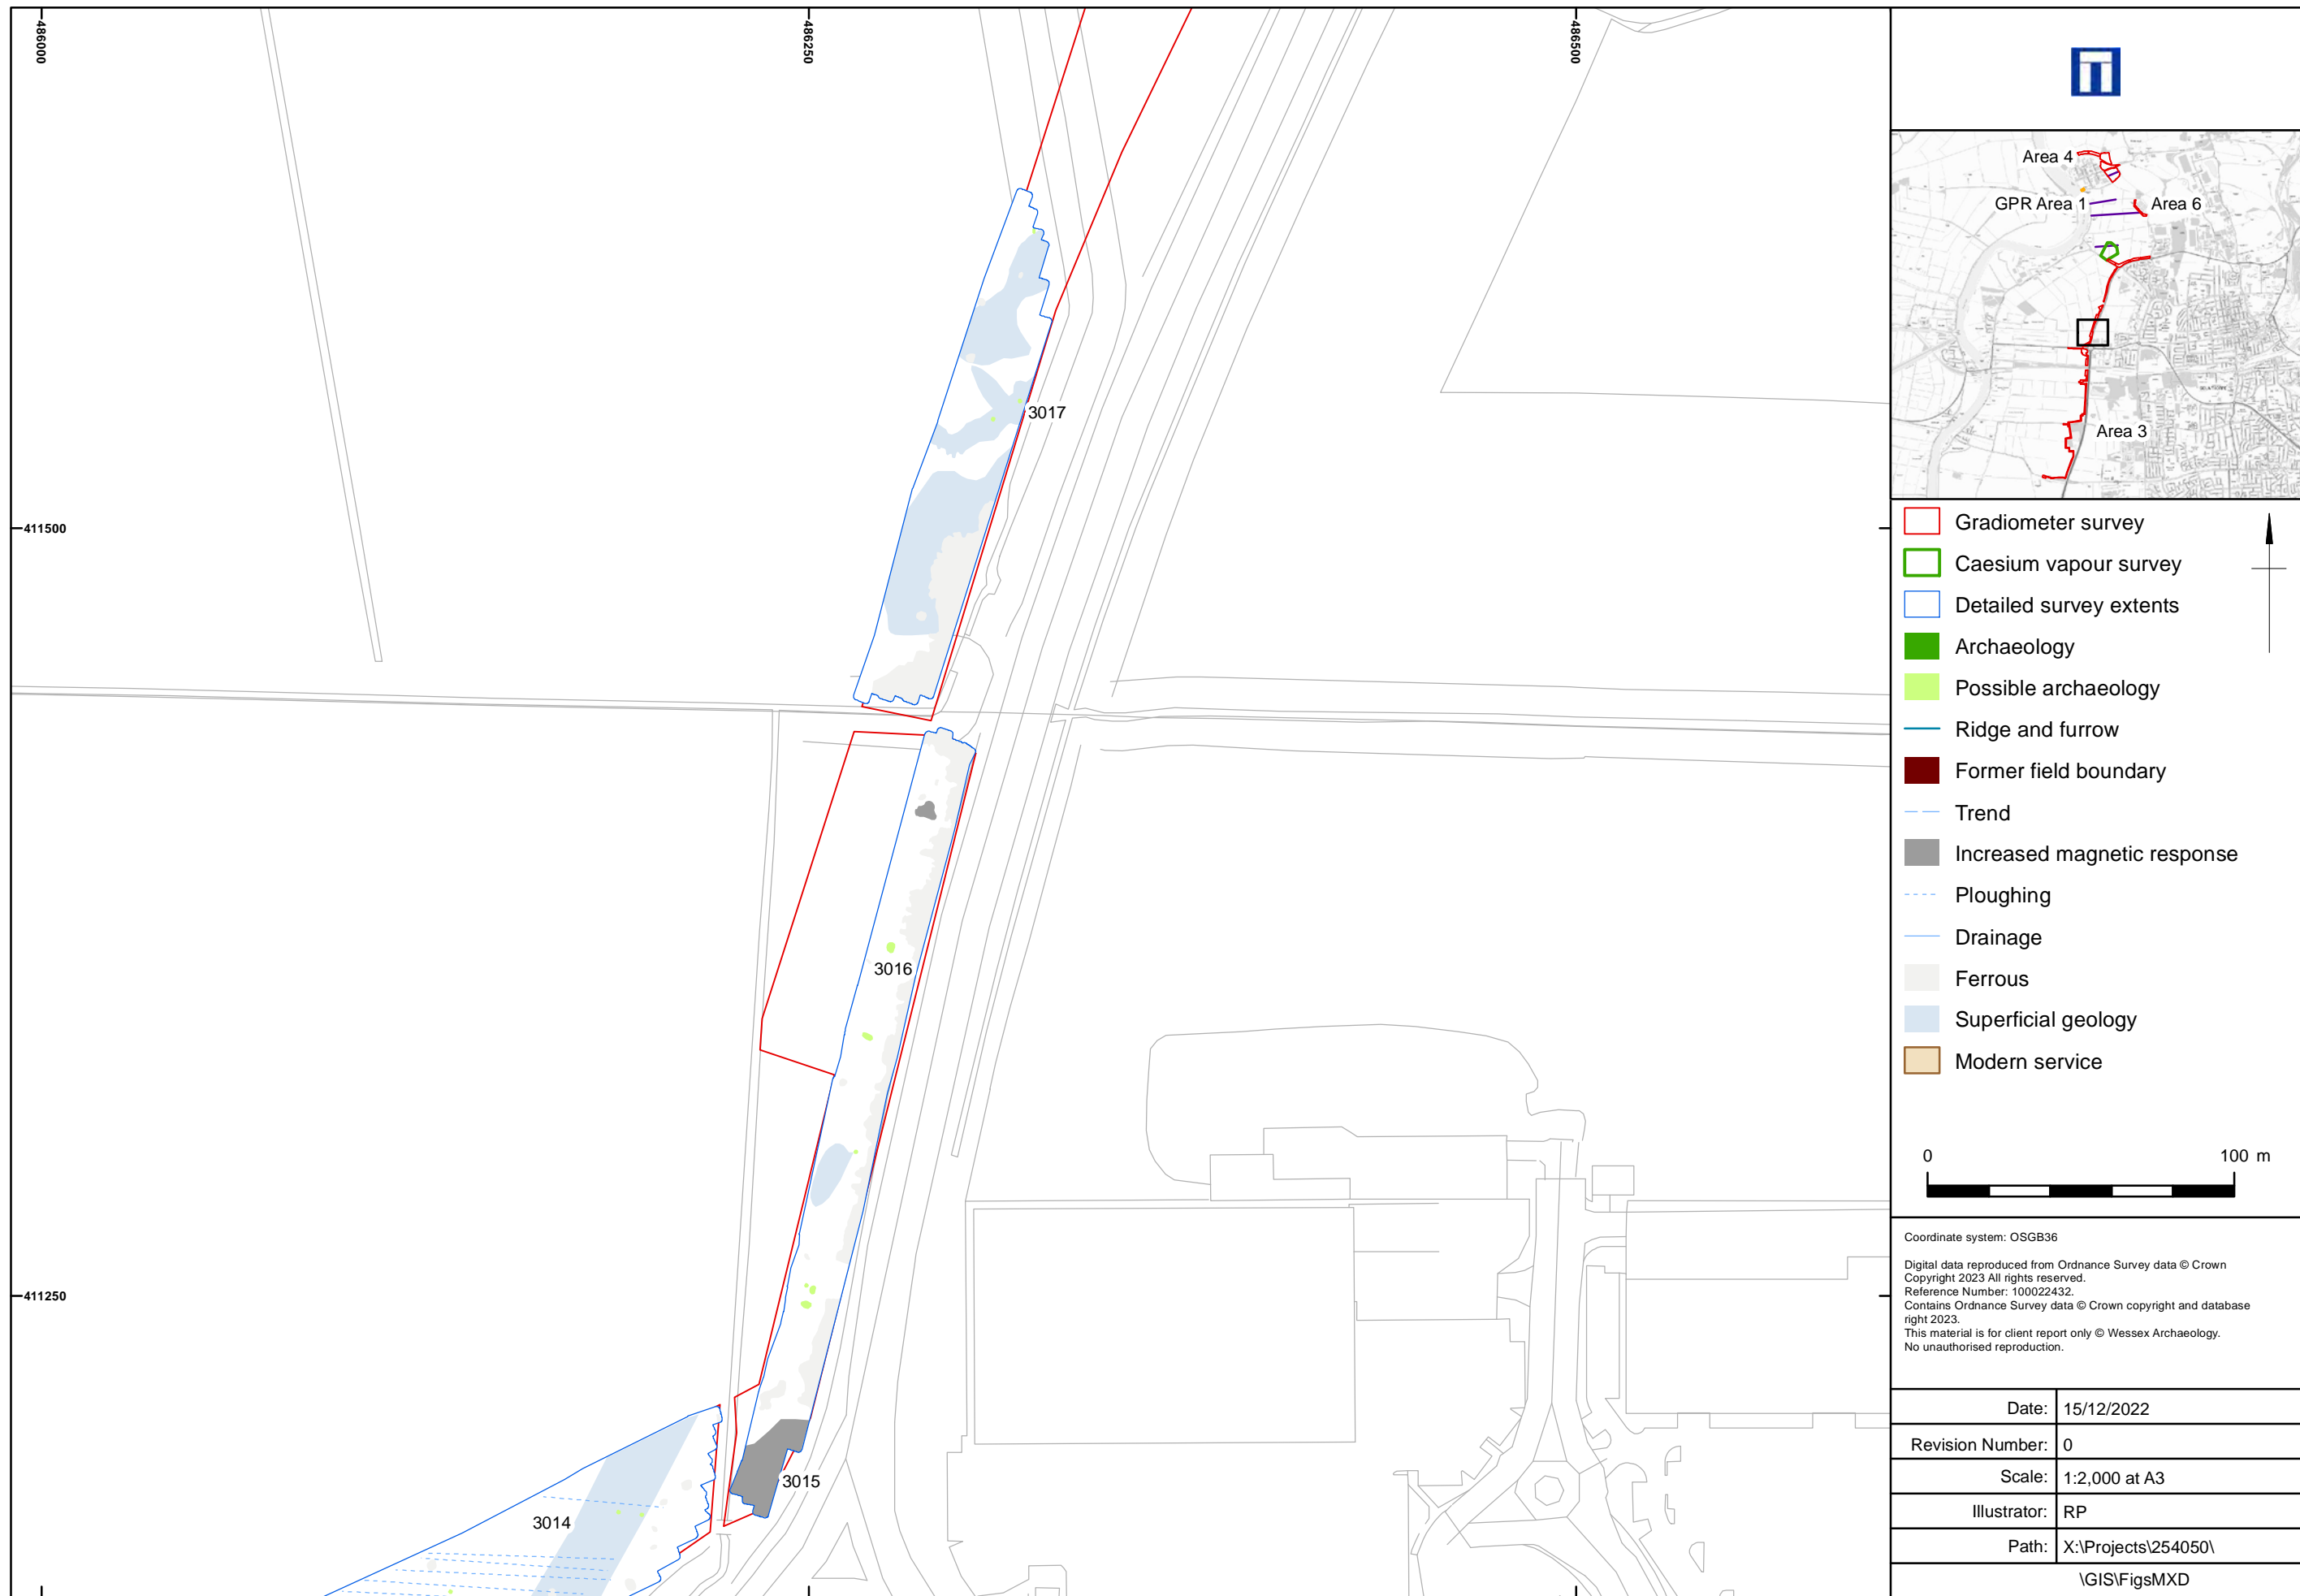 486000
486250
486500
411500
411250
3017
3016
3015
3014
Area 4
GPR Area 1
Area 6
Area 3
Gradiometer survey
Caesium vapour survey
Detailed survey extents
Archaeology
Possible archaeology
Ridge and furrow
Former field boundary
Trend
Increased magnetic response
Ploughing
Drainage
Ferrous
Superficial geology
Modern service
0 100 m
Coordinate system: OSGB36
Digital data reproduced from Ordnance Survey data © Crown
Copyright 2023 All rights reserved.
Reference Number: 100022432.
Contains Ordnance Survey data © Crown copyright and database
right 2023.
This material is for client report only © Wessex Archaeology.
No unauthorised reproduction.
Date: 15/12/2022
Revision Number: 0
Scale: 1:2,000 at A3
Illustrator: RP
Path: X:\Projects\254050\
\GIS\FigsMXD